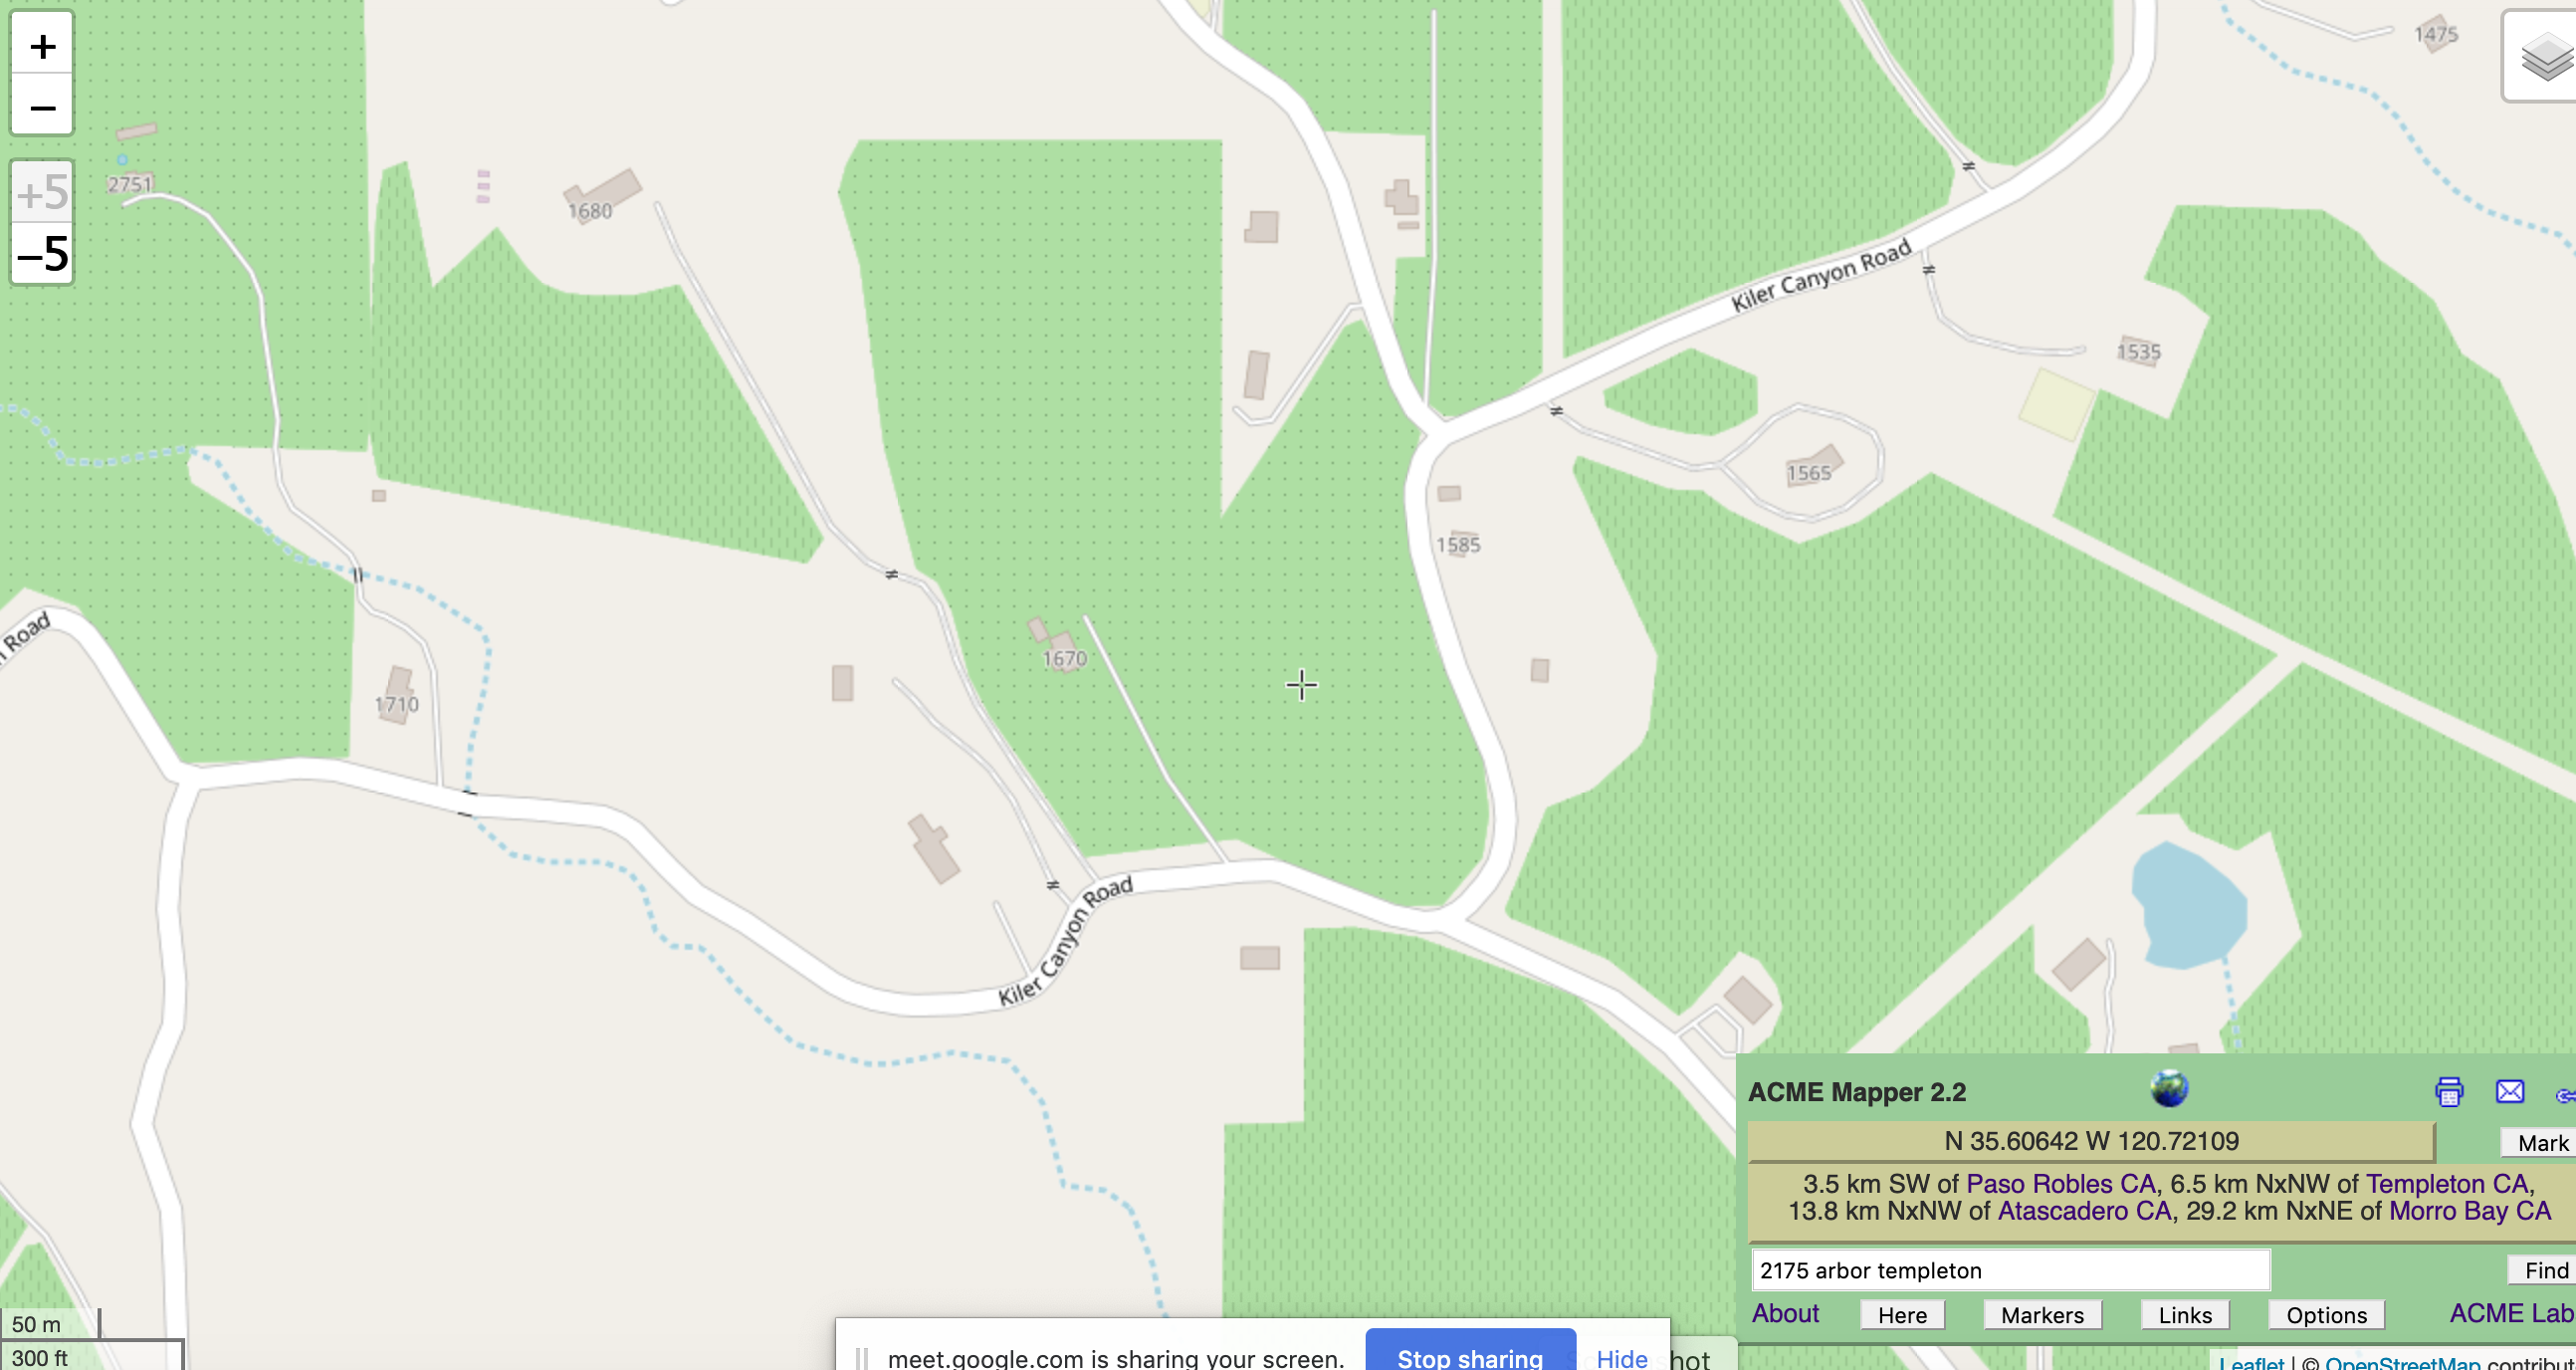 +
−
+5
−5
2751
1680
1475
Kiler Canyon Road
1535
1565
1585
Road
1670
1710
Kiler Canyon Road
ACME Mapper 2.2
N 35.60642 W 120.72109
Mark
3.5 km SW of Paso Robles CA, 6.5 km NxNW of Templeton CA,
13.8 km NxNW of Atascadero CA, 29.2 km NxNE of Morro Bay CA
2175 arbor templeton
Find
About
Here
Markers
Links
Options
ACME Lab
50 m
300 ft
meet.google.com is sharing your screen.
Stop sharing
Hide
Leaflet | © OpenStreetMap contribut